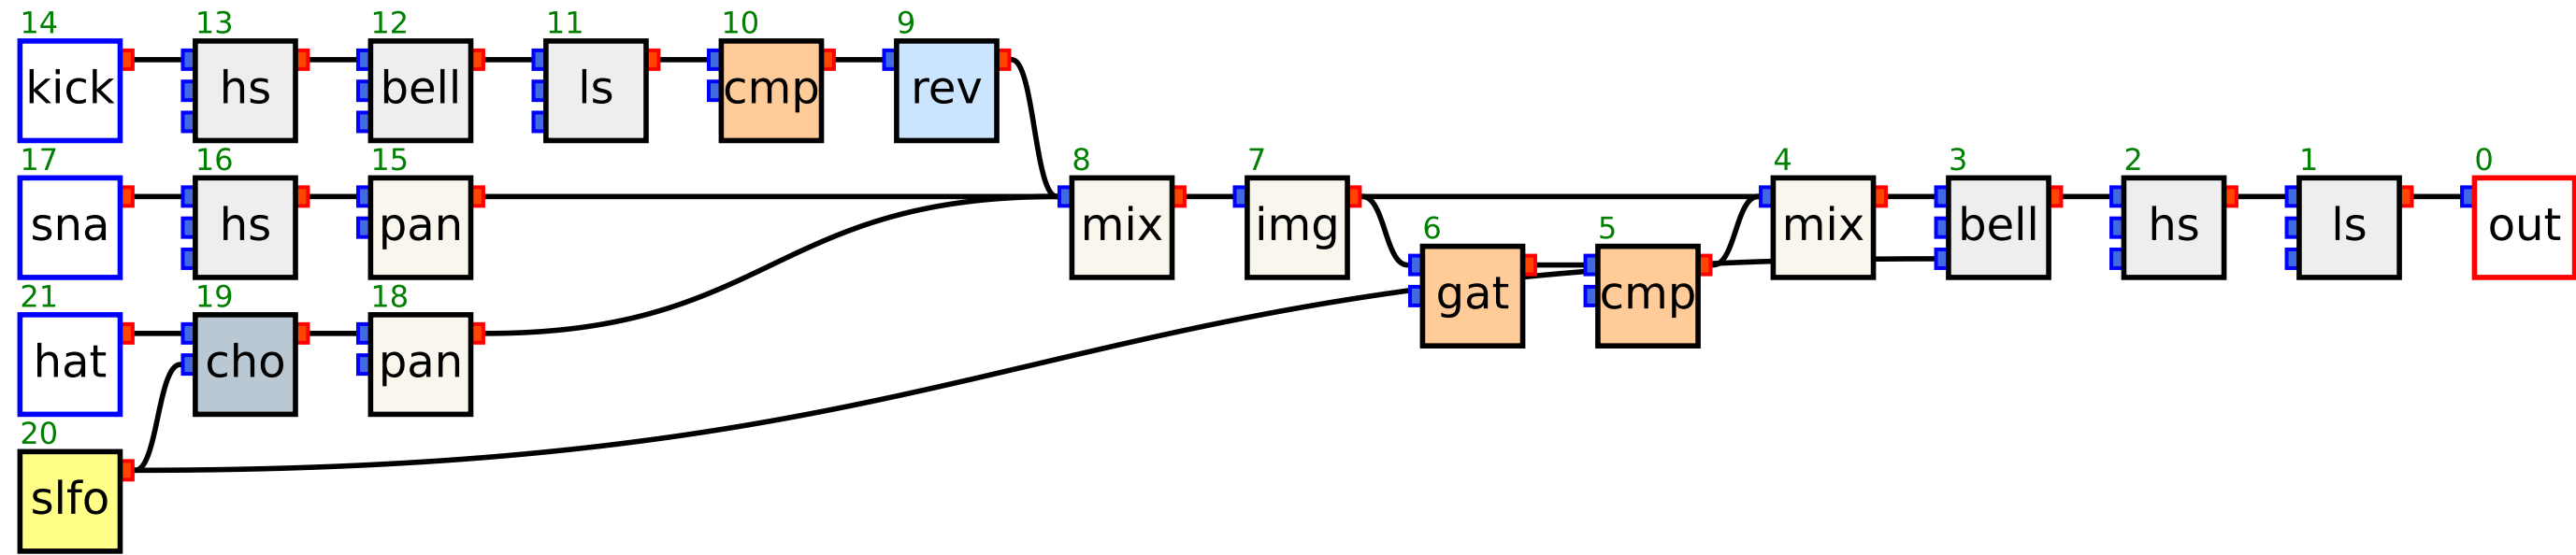 14 13 12 11 10 9
kick hs bell ls cmp rev
17 16 15 8 7 4 3 2 1 0
sna hs pan mix img mix bell hs ls out
6 5
gat cmp
21 19 18
hat cho pan
20
slfo